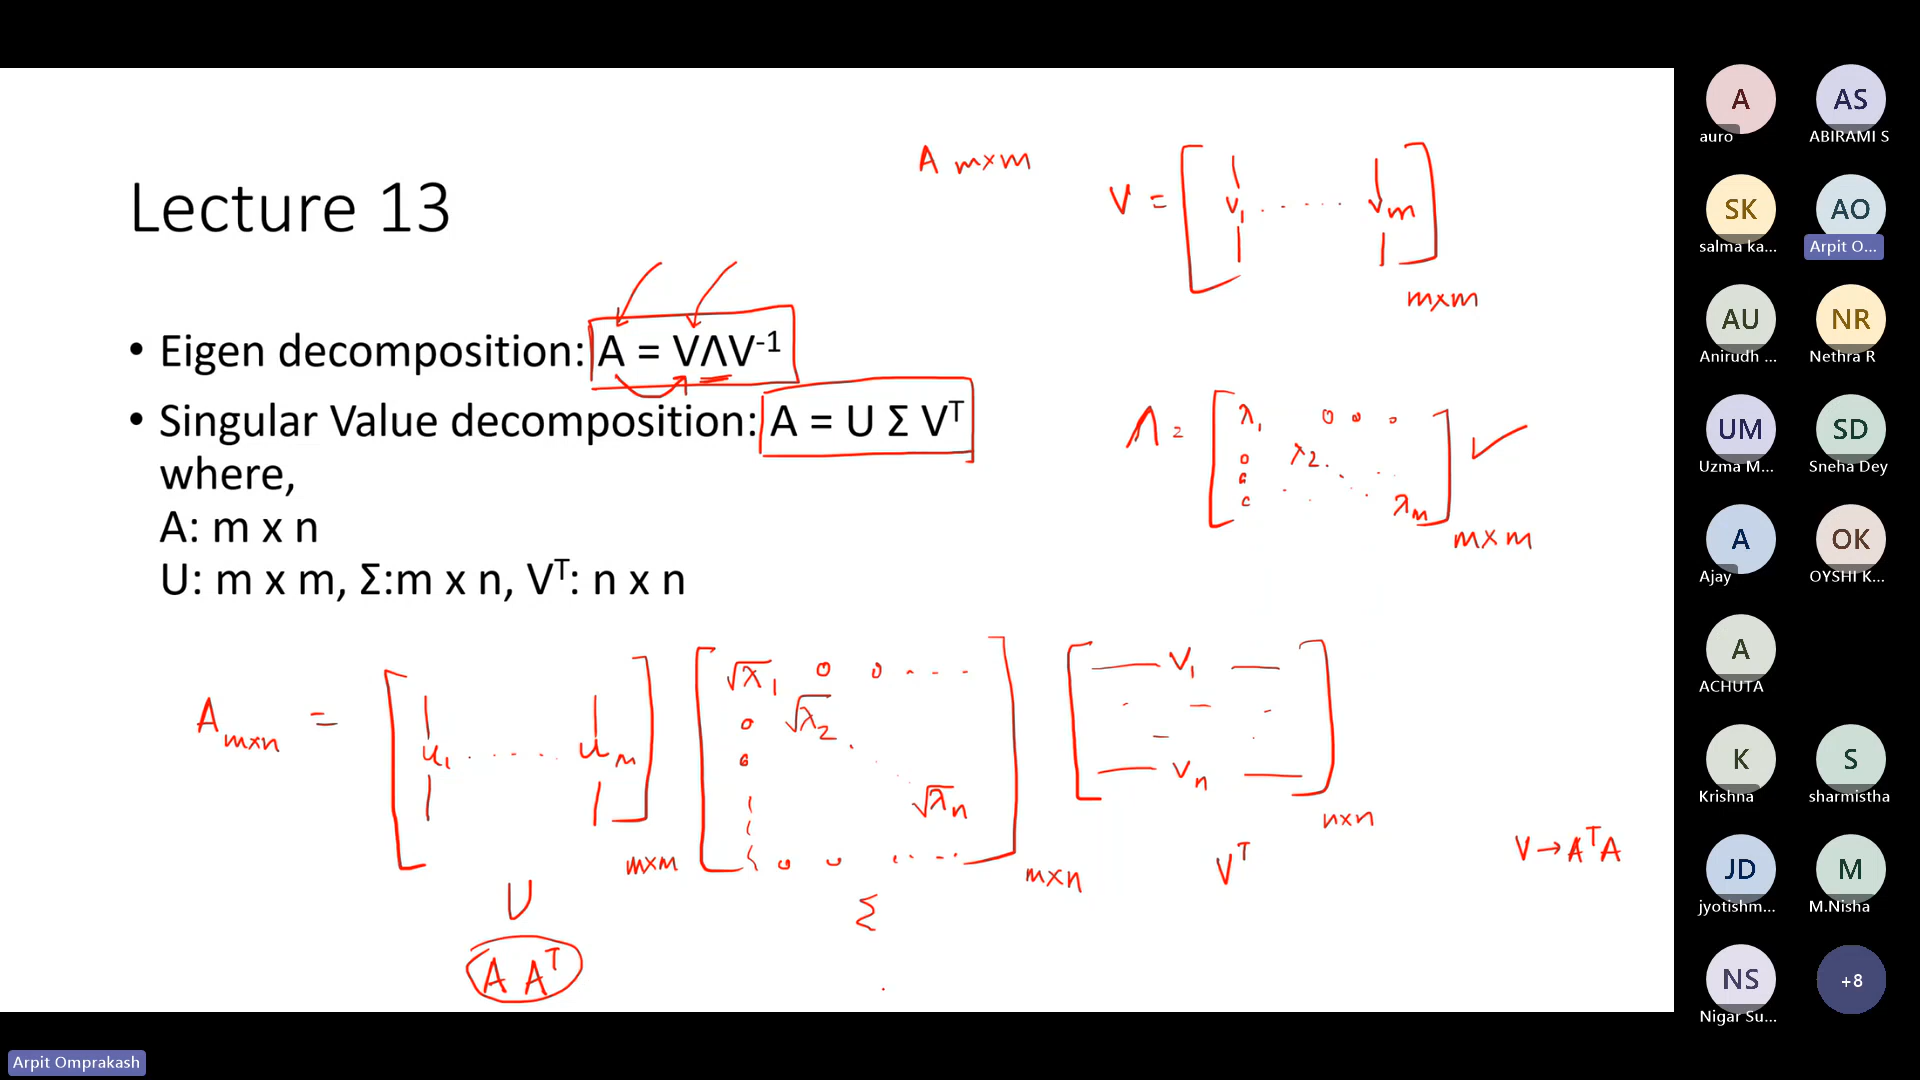 Lecture 13
A m×m
V = [ v₁ ..... vₘ ] m×m
• Eigen decomposition: A = VΛV⁻¹
• Singular Value decomposition: A = U Σ Vᵀ
where,
A: m x n
U: m x m, Σ:m x n, Vᵀ: n x n
Λ = [ λ₁ 0 0 0
0 λ₂ . . .
0
0 . . . . λₘ ] m×m
A m×n = [ u₁ ...... uₘ ] m×m [ √λ₁ 0 0 ....
0 √λ₂ .
0
√λₙ
0 0 ..... ] m×n [ — v₁ —
— vₙ — ] n×n
U
Σ
Vᵀ
V → AᵀA
A Aᵀ
A
auro
AS
ABIRAMI S
SK
salma ka...
AO
Arpit O...
AU
Anirudh ...
NR
Nethra R
UM
Uzma M...
SD
Sneha Dey
A
Ajay
OK
OYSHI K...
A
ACHUTA
K
Krishna
S
sharmistha
JD
jyotishm...
M
M.Nisha
NS
Nigar Su...
+8
Arpit Omprakash